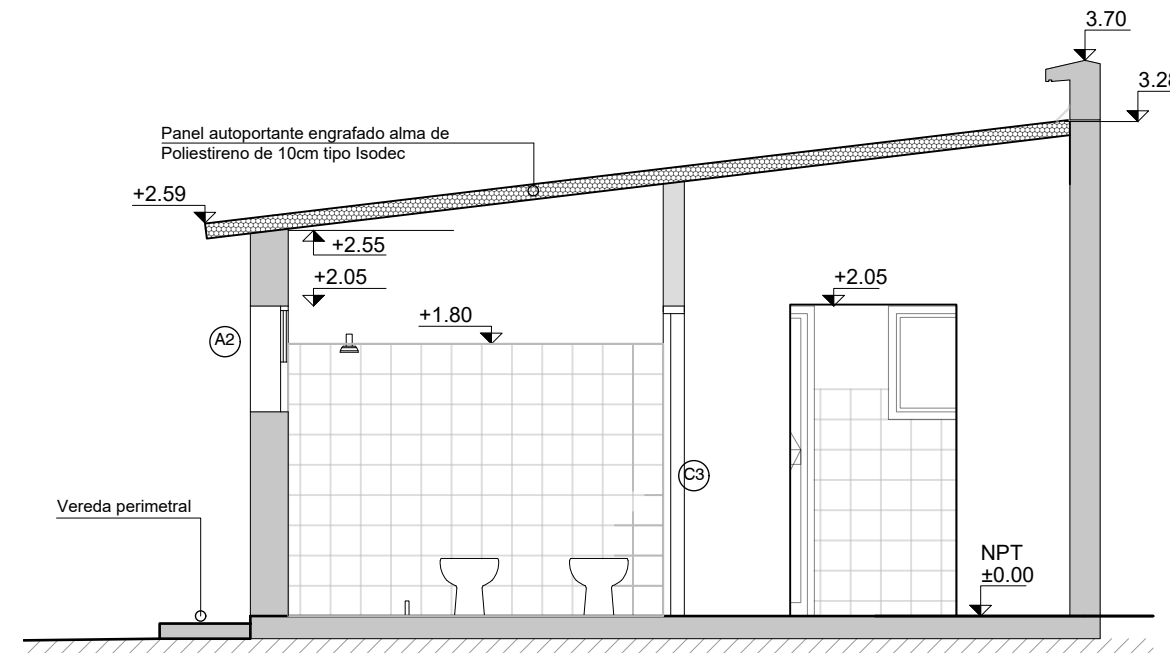 3.70
3.28
Panel autoportante engrafado alma de
Poliestireno de 10cm tipo Isodec
+2.59
+2.55
+2.05
+2.05
+1.80
A2
C3
Vereda perimetral
NPT
±0.00